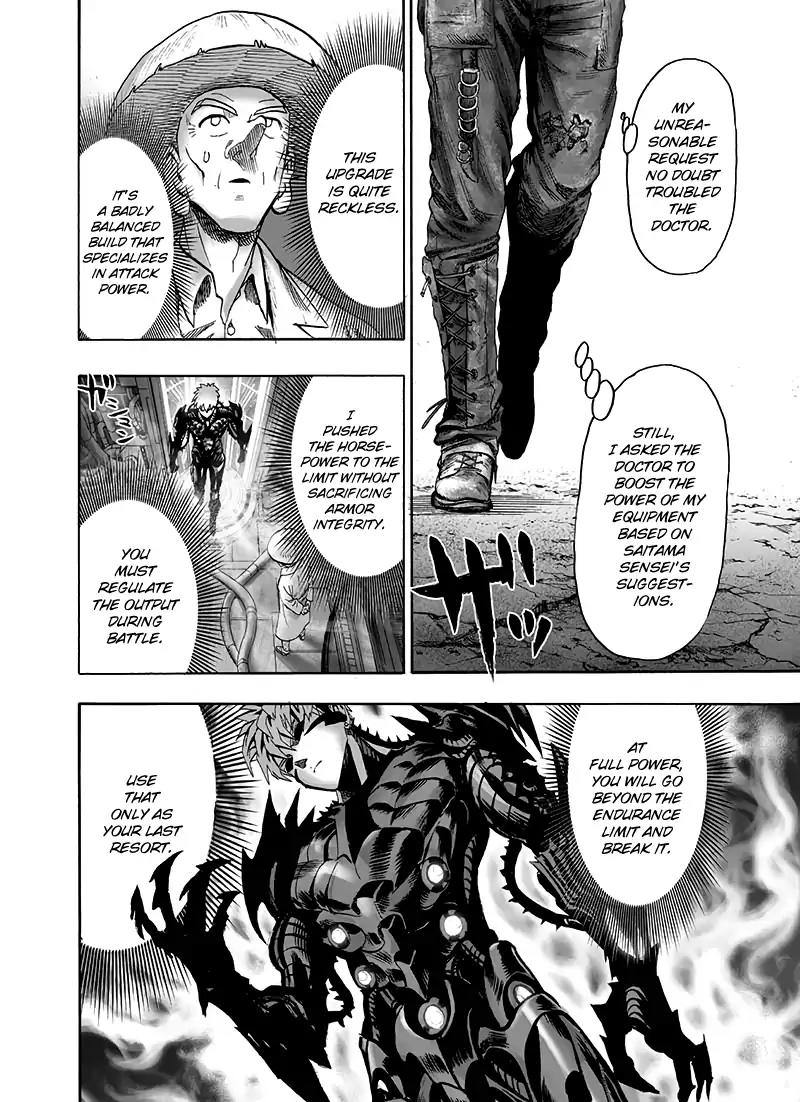 MY
UNREA-
SONABLE
REQUEST
NO DOUBT
TROUBLED
THE
DOCTOR.
STILL,
I ASKED THE
DOCTOR TO
BOOST THE
POWER OF MY
EQUIPMENT
BASED ON
SAITAMA
SENSEI'S
SUGGEST-
IONS.
ザッ
THIS
UPGRADE
IS QUITE
RECKLESS.
IT'S
A BADLY
BALANCED
BUILD THAT
SPECIALIZES
IN ATTACK
POWER.
I
PUSHED
THE HORSE-
POWER TO THE
LIMIT WITHOUT
SACRIFICING
ARMOR
INTEGRITY.
YOU
MUST
REGULATE
THE OUTPUT
DURING
BATTLE.
AT
FULL POWER,
YOU WILL GO
BEYOND THE
ENDURANCE
LIMIT AND
BREAK IT.
USE
THAT
ONLY AS
YOUR LAST
RESORT.